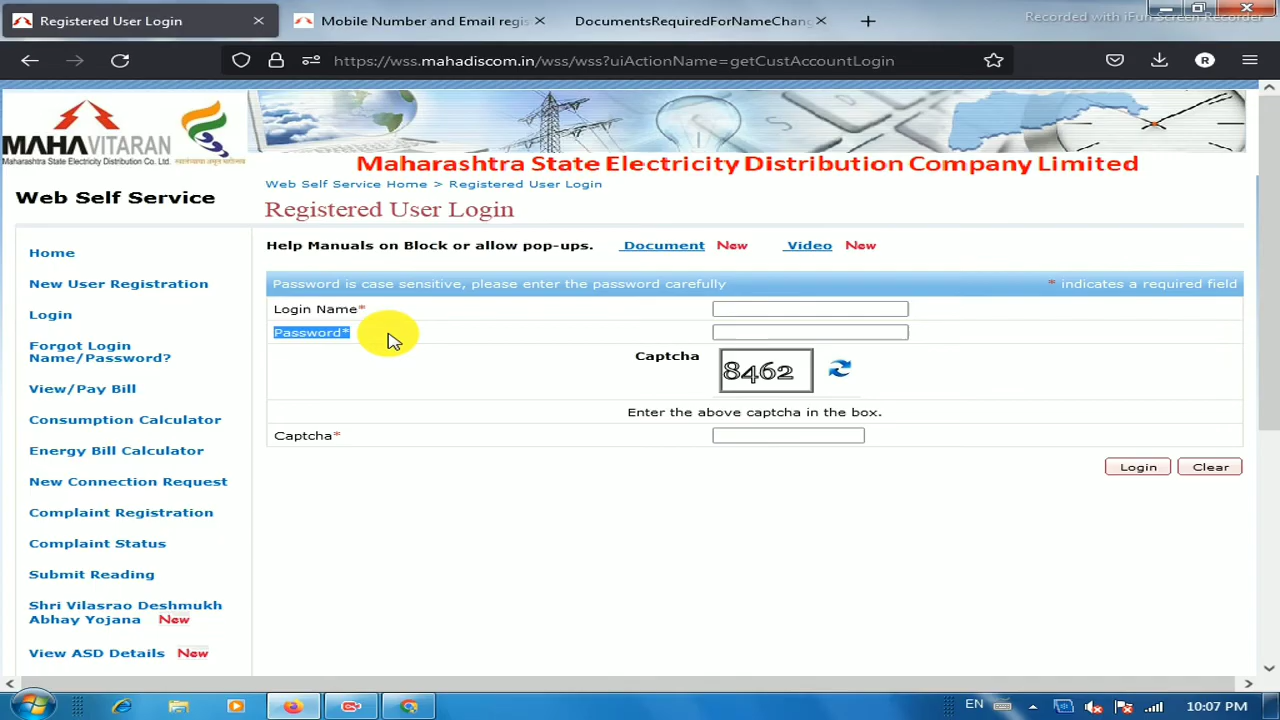 Registered User Login
Mobile Number and Email regis
DocumentsRequiredForNameChang
Recorded with iFun Screen Recorder
https://wss.mahadiscom.in/wss/wss?uiActionName=getCustAccountLogin
R
MAHAVITARAN
Maharashtra State Electricity Distribution Co. Ltd.
Maharashtra State Electricity Distribution Company Limited
Web Self Service
Web Self Service Home > Registered User Login
Registered User Login
Help Manuals on Block or allow pop-ups. Document New Video New
Password is case sensitive, please enter the password carefully
* indicates a required field
Login Name*
Password*
Captcha
8462
Enter the above captcha in the box.
Captcha*
Login
Clear
Home
New User Registration
Login
Forgot Login
Name/Password?
View/Pay Bill
Consumption Calculator
Energy Bill Calculator
New Connection Request
Complaint Registration
Complaint Status
Submit Reading
Shri Vilasrao Deshmukh
Abhay Yojana New
View ASD Details New
EN
10:07 PM